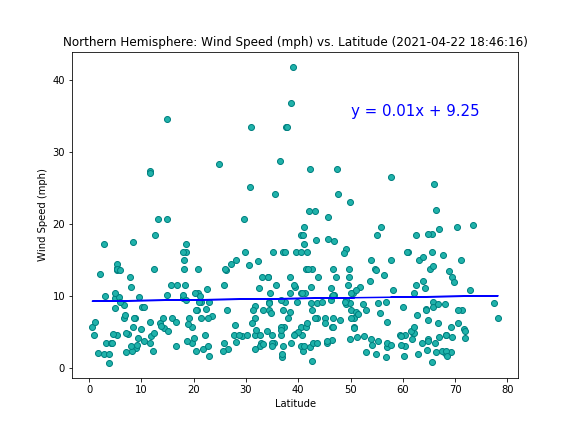 Northern Hemisphere: Wind Speed (mph) vs. Latitude (2021-04-22 18:46:16)
40
y = 0.01x + 9.25
30
Wind Speed (mph)
20
10
0
0 10 20 30 40 50 60 70 80
Latitude